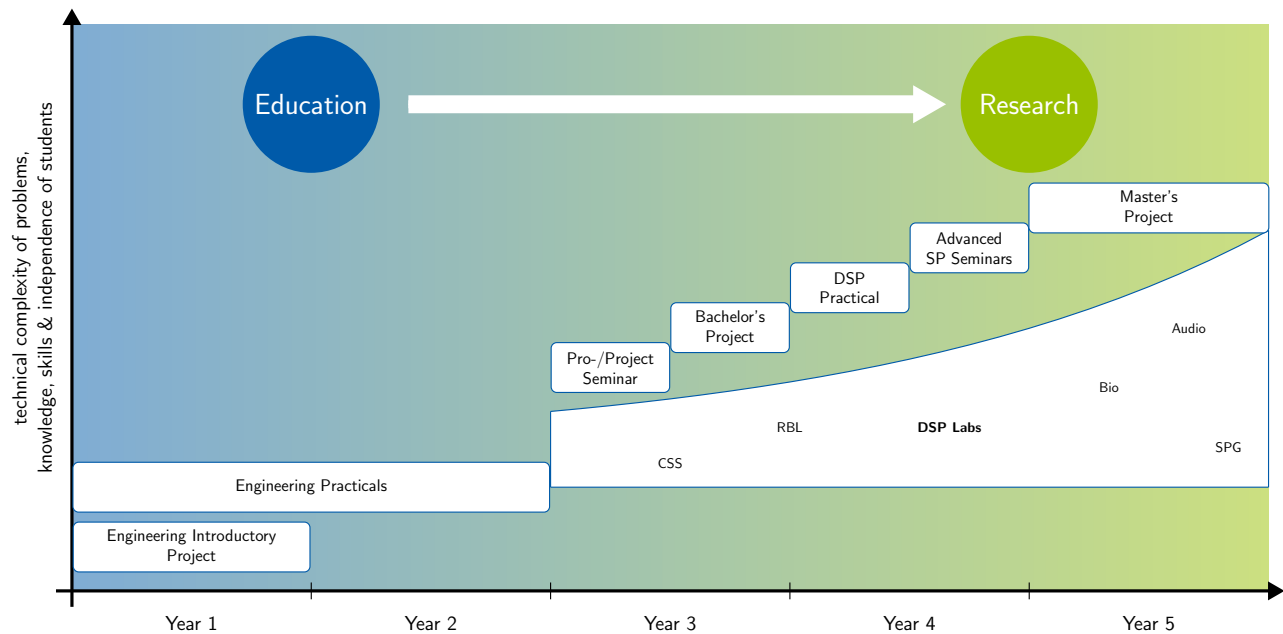 technical complexity of problems,
knowledge, skills & independence of students
Education
Research
Master's
Project
Advanced
SP Seminars
DSP
Practical
Bachelor's
Project
Pro-/Project
Seminar
Audio
Bio
RBL
DSP Labs
SPG
CSS
Engineering Practicals
Engineering Introductory
Project
Year 1
Year 2
Year 3
Year 4
Year 5